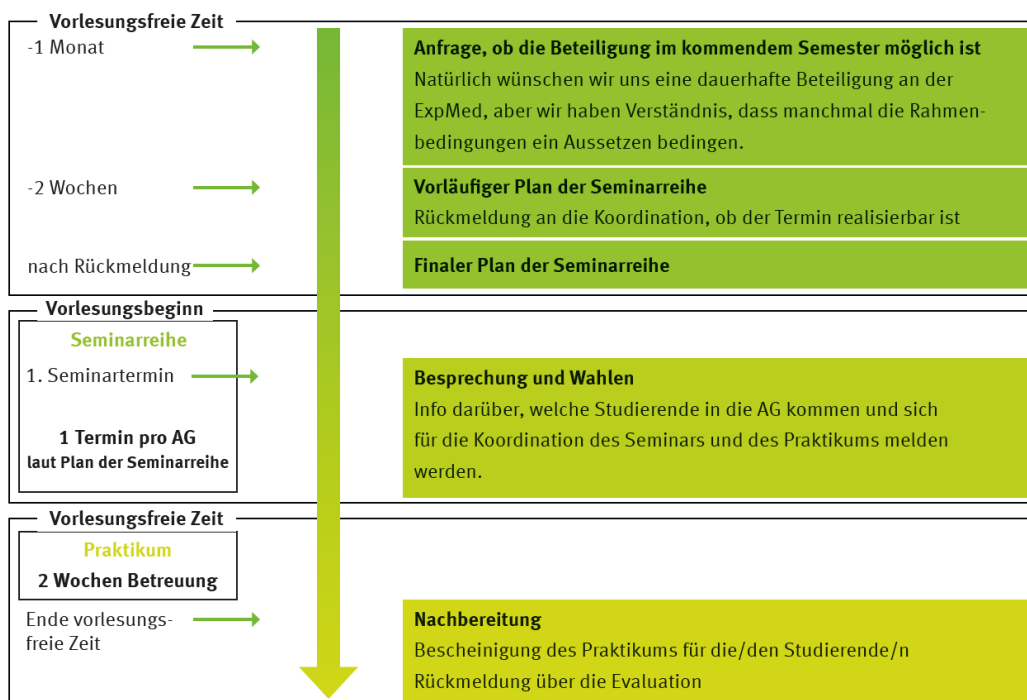 Vorlesungsfreie Zeit
-1 Monat
Anfrage, ob die Beteiligung im kommendem Semester möglich ist
Natürlich wünschen wir uns eine dauerhafte Beteiligung an der
ExpMed, aber wir haben Verständnis, dass manchmal die Rahmen-
bedingungen ein Aussetzen bedingen.
-2 Wochen
Vorläufiger Plan der Seminarreihe
Rückmeldung an die Koordination, ob der Termin realisierbar ist
nach Rückmeldung
Finaler Plan der Seminarreihe
Vorlesungsbeginn
Seminarreihe
1. Seminartermin
1 Termin pro AG
laut Plan der Seminarreihe
Besprechung und Wahlen
Info darüber, welche Studierende in die AG kommen und sich
für die Koordination des Seminars und des Praktikums melden
werden.
Vorlesungsfreie Zeit
Praktikum
2 Wochen Betreuung
Ende vorlesungs-
freie Zeit
Nachbereitung
Bescheinigung des Praktikums für die/den Studierende/n
Rückmeldung über die Evaluation